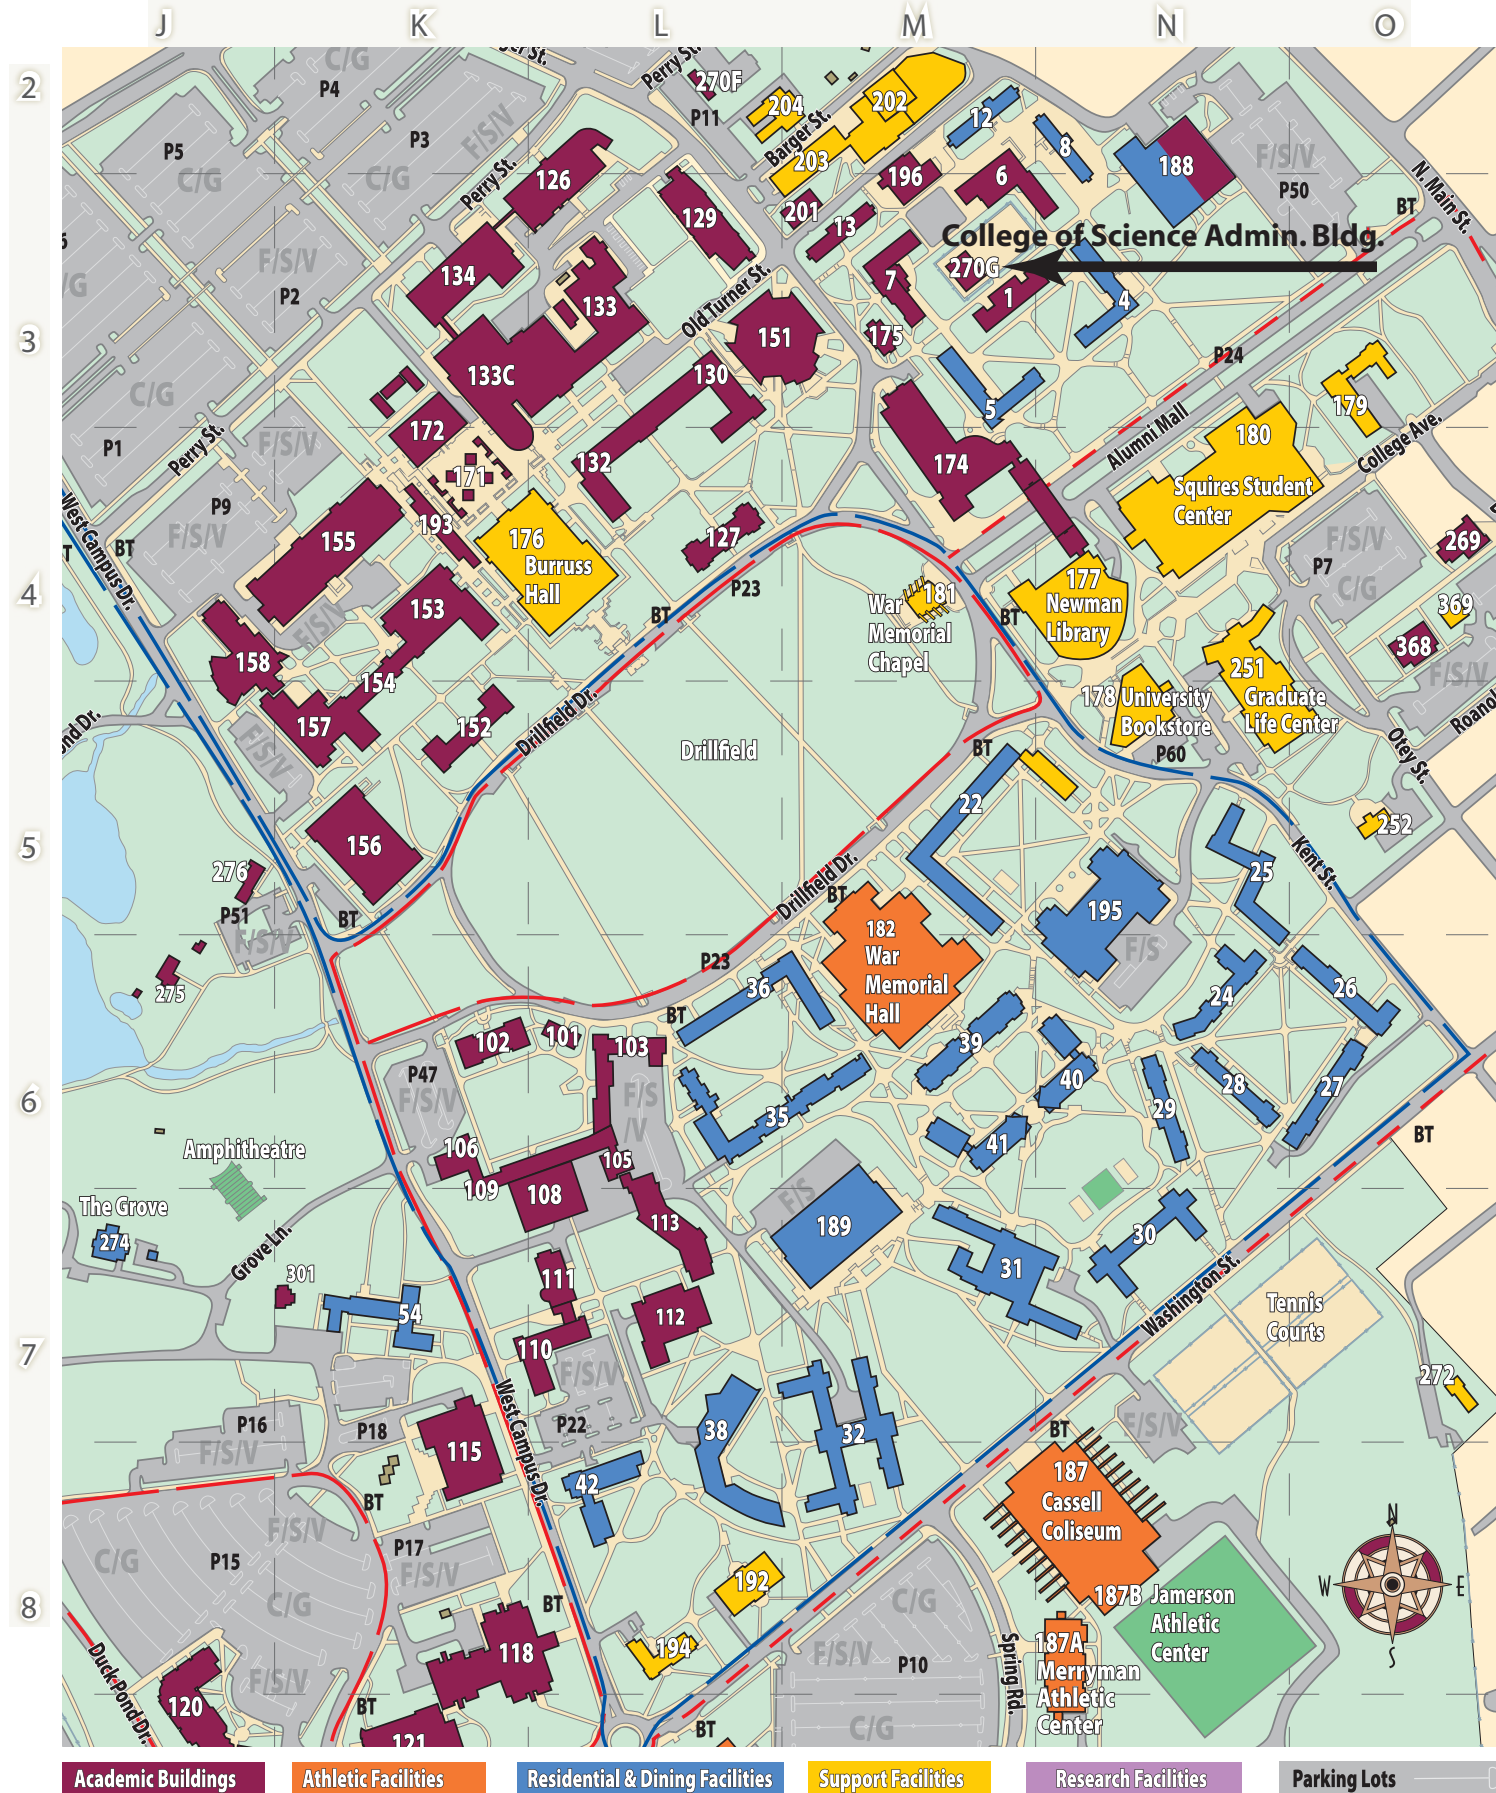 J K L M N O
2
3
4
5
6
7
8
C/G
P4
Perry St.
270F
204
202
12
P11
Barger St.
203
8
P5
P3
F/S/V
C/G
C/G
Perry St.
126
196
6
188
F/S/V
P50
N. Main St.
BT
129
201
13
College of Science Admin. Bldg.
270G
134
F/S/V
P2
133
7
1
4
Old Turner St.
151
175
133C
130
P24
C/G
5
179
172
P1
Perry St.
F/S/V
132
174
Alumni Mall
180
College Ave.
171
Squires Student
Center
P9
193
F/S/V
West Campus Dr.
BT
155
176
Burruss
Hall
127
F/S/V
P7
C/G
269
P23
177
Newman
Library
181
War
Memorial
Chapel
BT
369
368
153
F/S/V
BT
158
154
251
Graduate
Life Center
F/S/V
178 University
Bookstore
157
152
F/S/V
Drillfield Dr.
Drillfield
BT
P60
Otey St.
22
156
252
276
P51
F/S/V
BT
Drillfield Dr.
BT
Kent St.
25
195
F/S
182
War
Memorial
Hall
275
P23
36
24
26
BT
102
101
103
39
P47
F/S/V
F/S
/V
40
28
27
29
35
41
BT
Amphitheatre
106
105
109
108
F/S
The Grove
274
113
189
30
Grove Ln.
301
111
31
Washington St.
54
112
Tennis
Courts
110
F/S/V
272
P16
F/S/V
P18
West Campus Dr.
P22
38
32
BT
F/S/V
115
42
187
Cassell
Coliseum
BT
F/S/V
C/G
P15
C/G
P17
F/S/V
N
W
E
S
192
C/G
187B Jamerson
Athletic
Center
BT
118
194
F/S/V
P10
Spring Rd.
187A
Merryman
Athletic
Center
Duck Pond Dr.
120
F/S/V
BT
121
BT
C/G
Academic Buildings
Athletic Facilities
Residential & Dining Facilities
Support Facilities
Research Facilities
Parking Lots